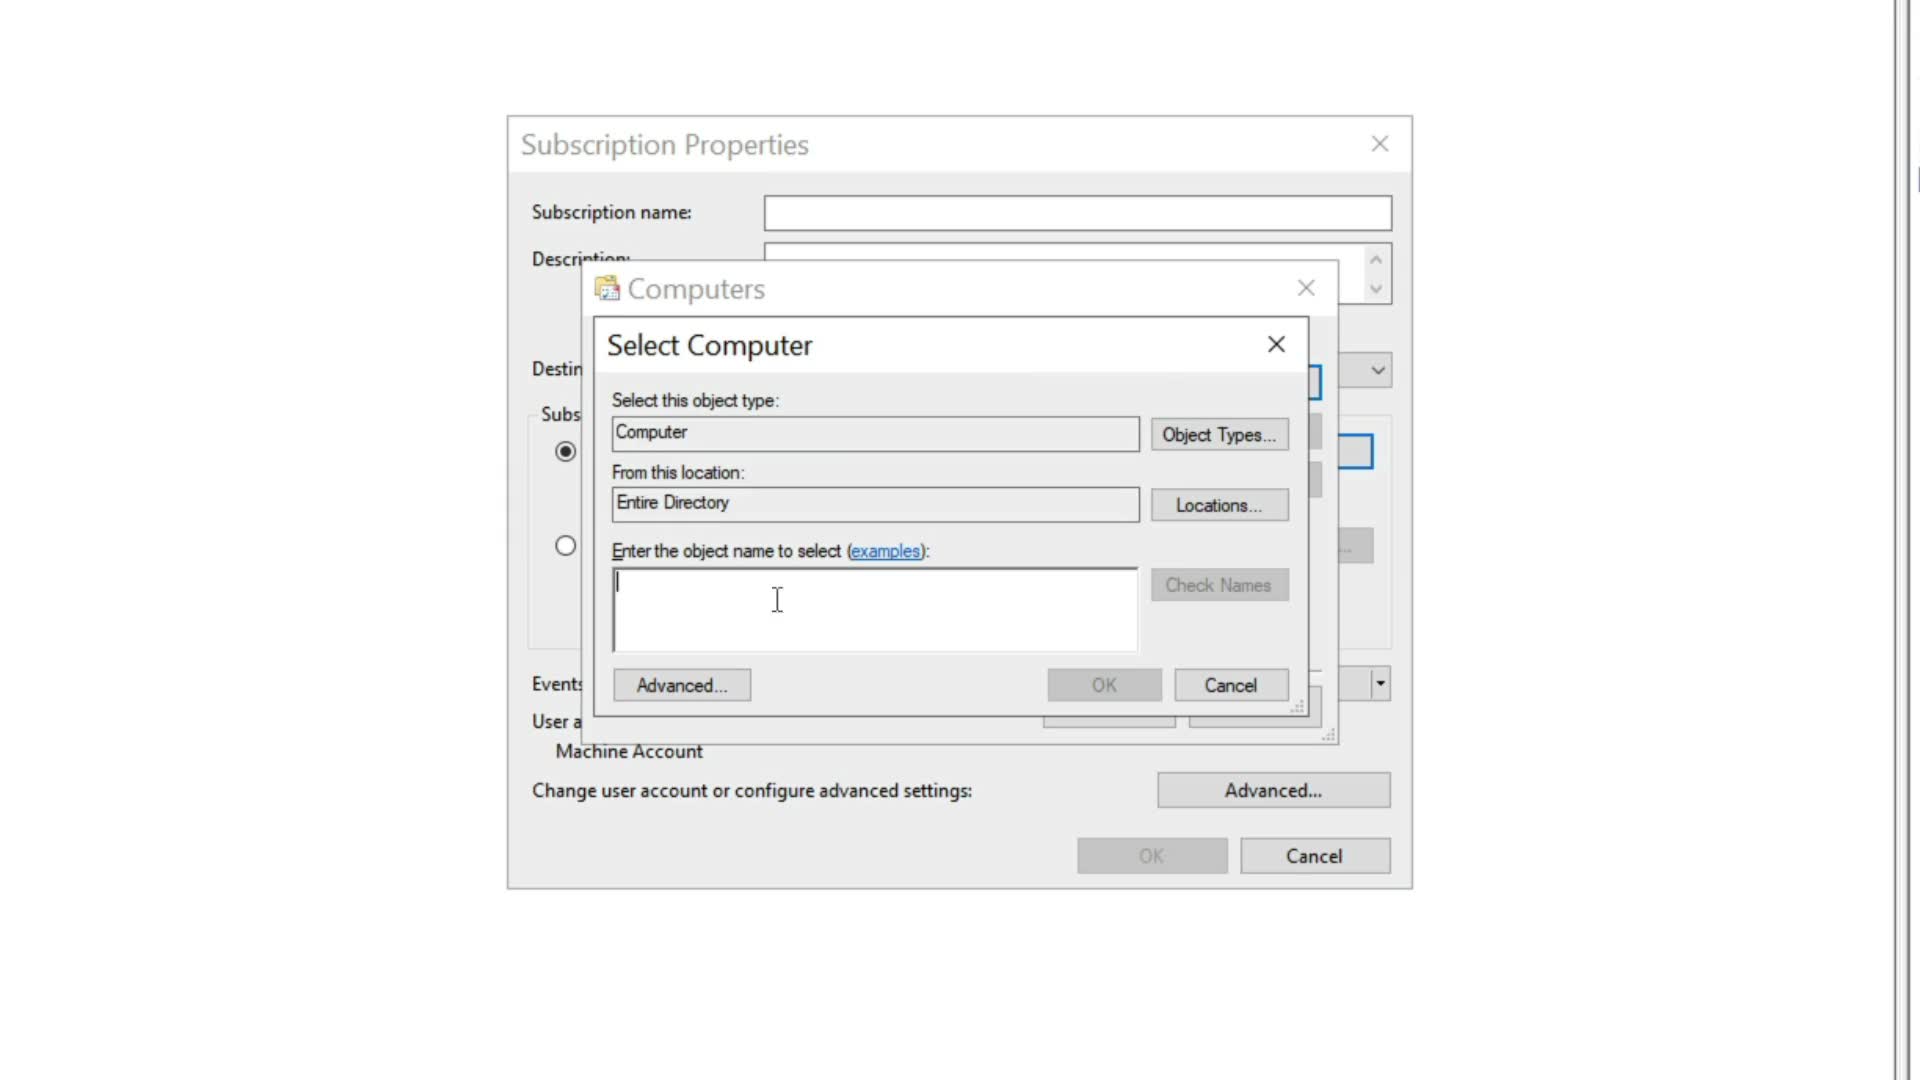 Subscription Properties
Subscription name:
Description:
Computers
Select Computer
Destin
Select this object type:
Subs
Computer
Object Types...
From this location:
Entire Directory
Locations...
Enter the object name to select (examples):
...
Check Names
Events
Advanced...
OK
Cancel
User a
Machine Account
Change user account or configure advanced settings:
Advanced...
OK
Cancel